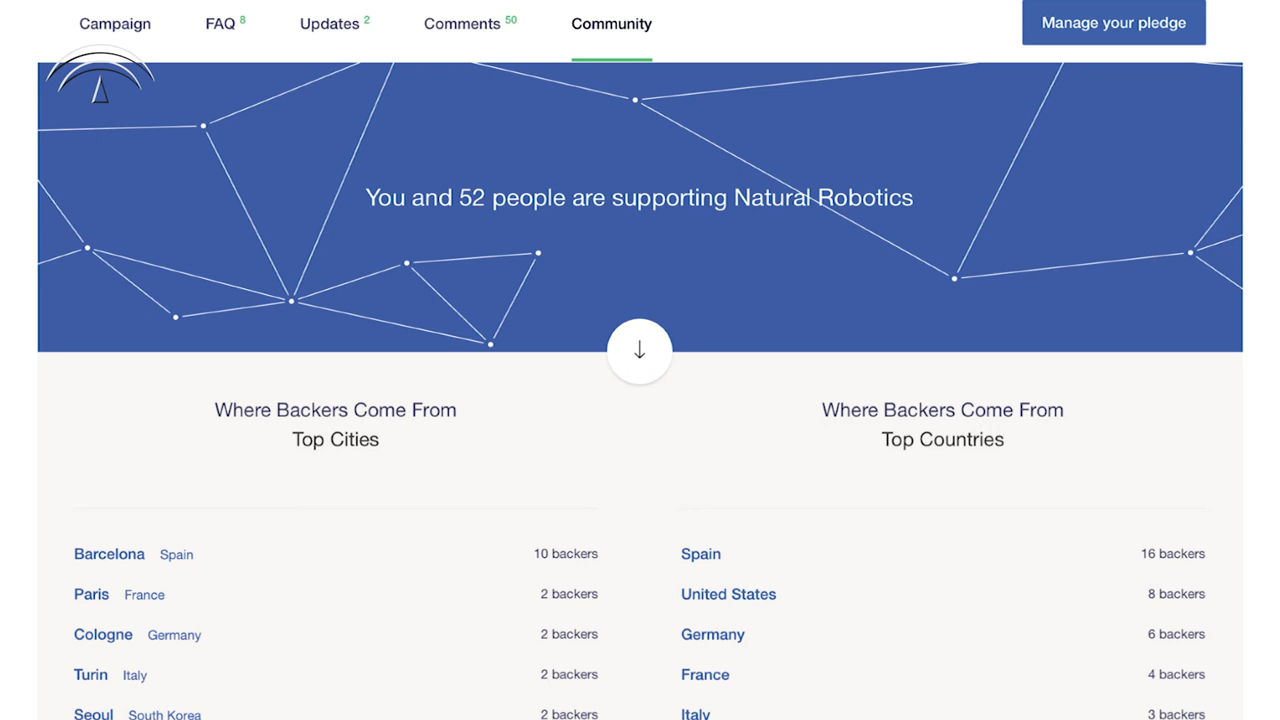 Campaign FAQ 8 Updates 2 Comments 50 Community Manage your pledge
You and 52 people are supporting Natural Robotics
Where Backers Come From
Top Cities
Barcelona Spain 10 backers
Paris France 2 backers
Cologne Germany 2 backers
Turin Italy 2 backers
Seoul South Korea 2 backers
Where Backers Come From
Top Countries
Spain 16 backers
United States 8 backers
Germany 6 backers
France 4 backers
Italy 3 backers